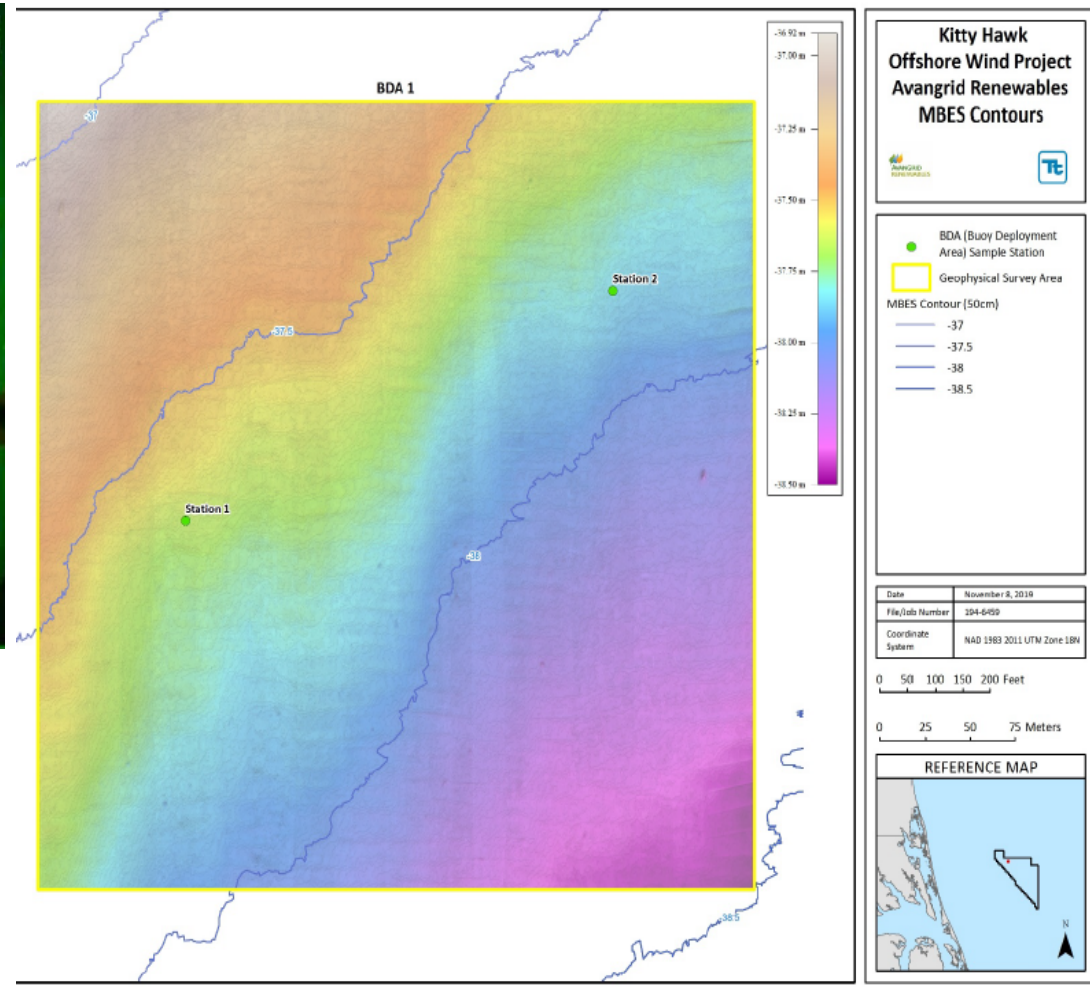 BDA 1
-37
-37.5
Station 2
Station 1
-38
-38.5
-36.92 m
-37.00 m
-37.25 m
-37.50 m
-37.75 m
-38.00 m
-38.25 m
-38.50 m
Kitty Hawk
Offshore Wind Project
Avangrid Renewables
MBES Contours
AVANGRID
RENEWABLES
Tt
BDA (Buoy Deployment
Area) Sample Station
Geophysical Survey Area
MBES Contour (50cm)
-37
-37.5
-38
-38.5
Date November 8, 2019
File/Job Number 194-6459
Coordinate
System NAD 1983 2011 UTM Zone 18N
0 50 100 150 200 Feet
0 25 50 75 Meters
REFERENCE MAP
N